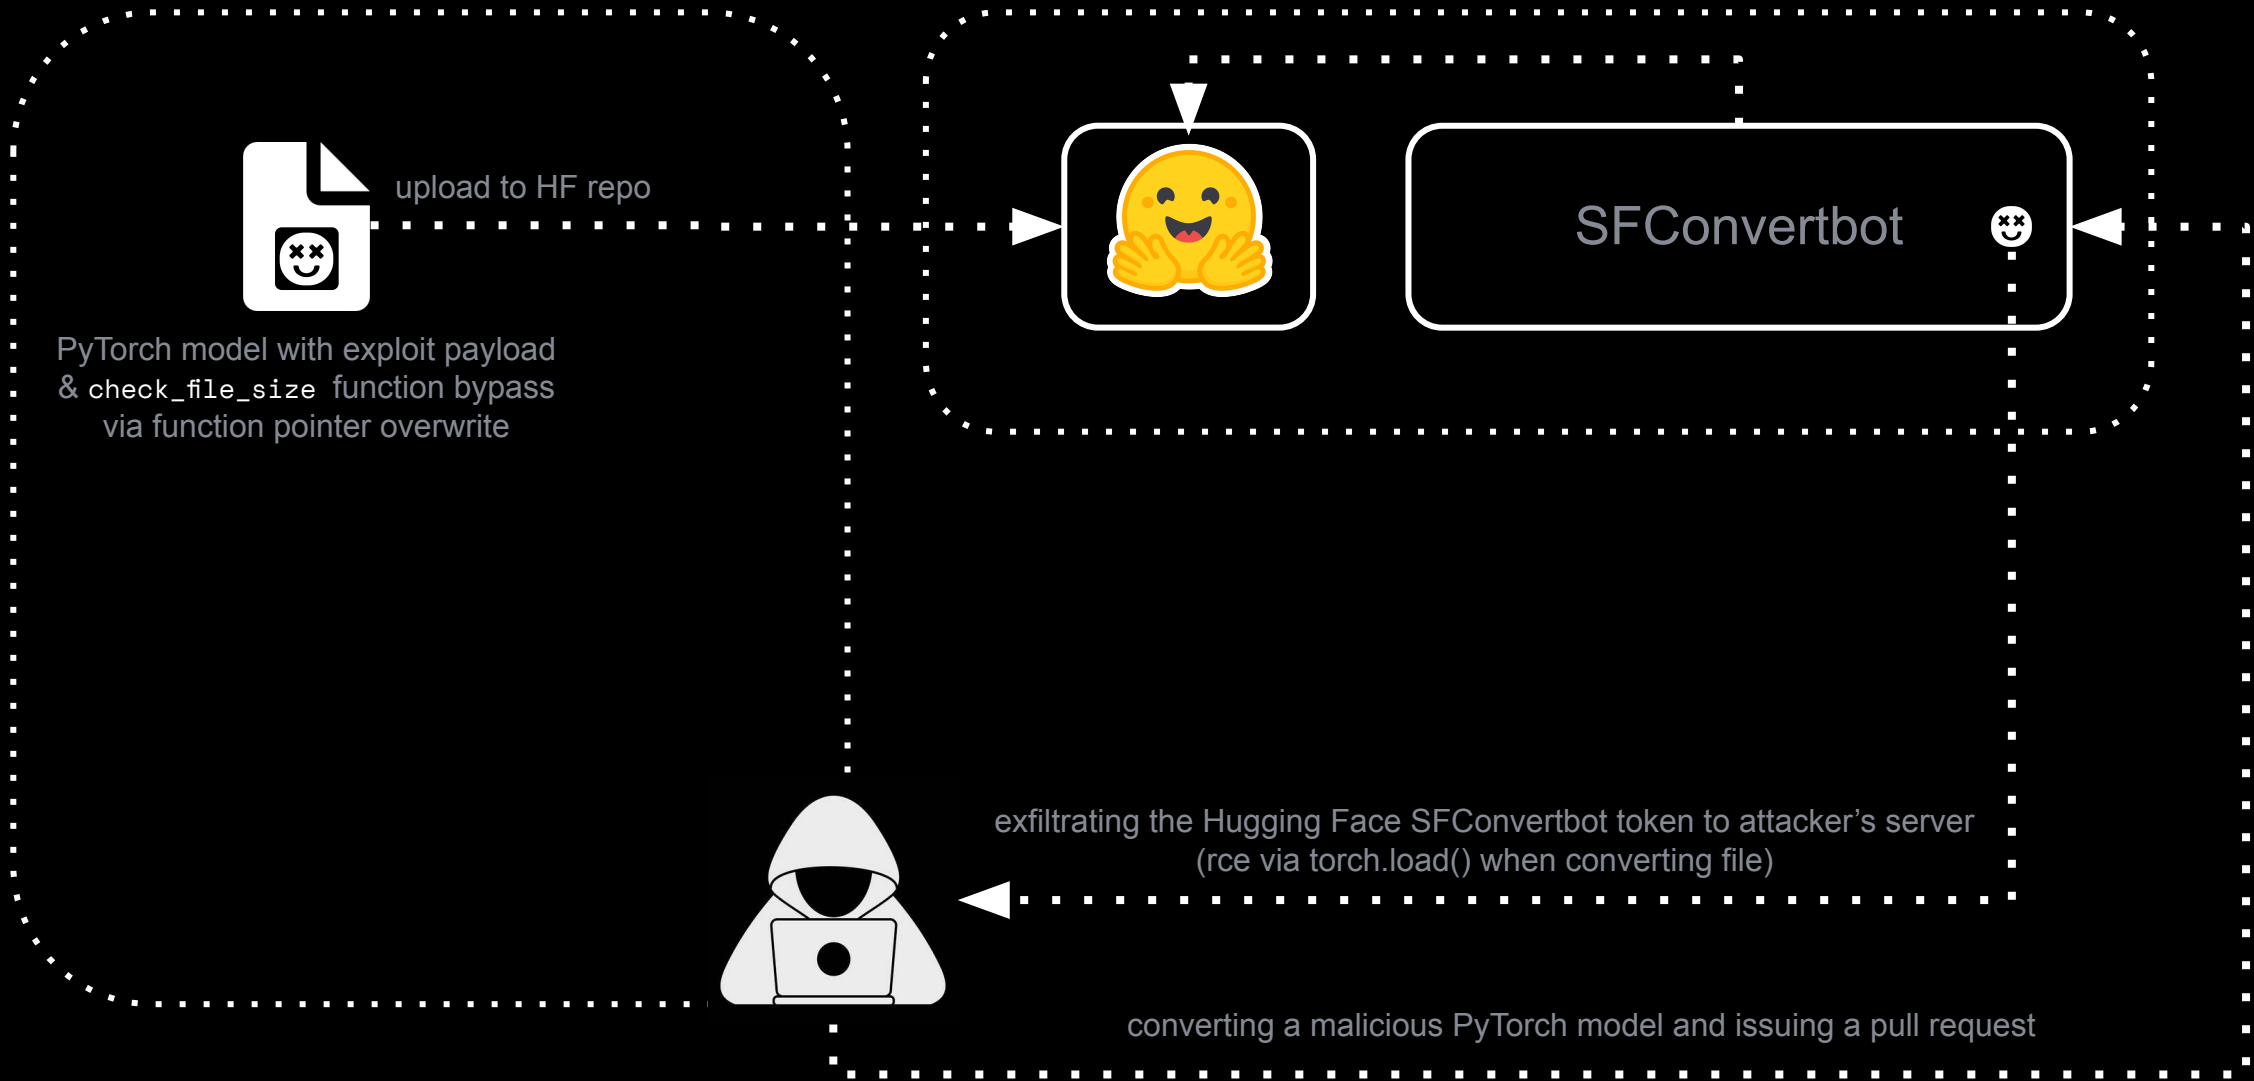 upload to HF repo
SFConvertbot
PyTorch model with exploit payload
& check_file_size function bypass
via function pointer overwrite
exfiltrating the Hugging Face SFConvertbot token to attacker’s server
(rce via torch.load() when converting file)
converting a malicious PyTorch model and issuing a pull request